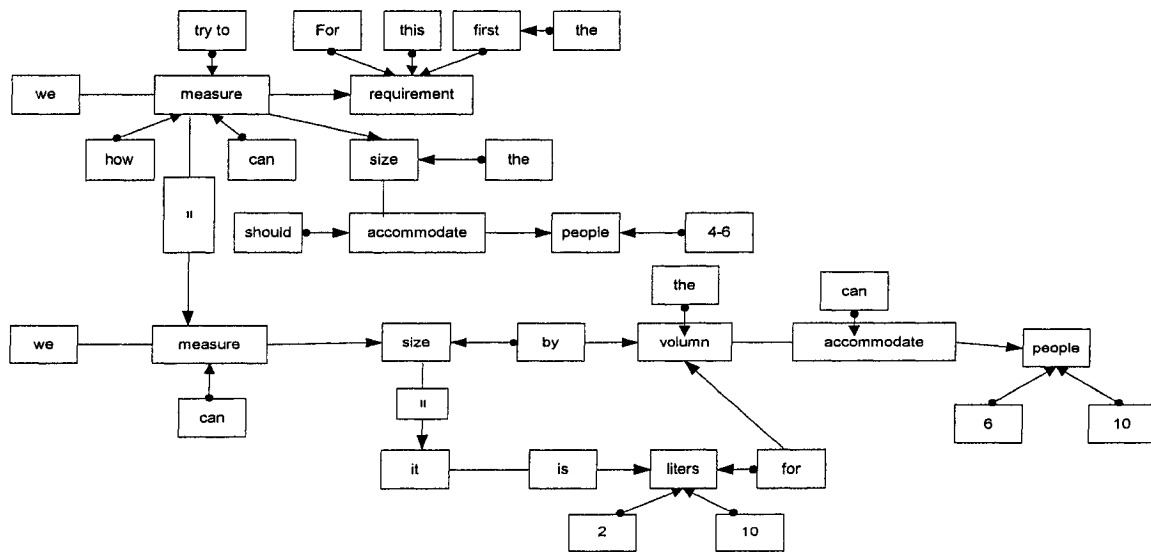 try to For this first the
we measure requirement
how can size the
"
should accommodate people 4-6
the can
we measure size by volumn accommodate people
"
can 6 10
it is liters for
2 10